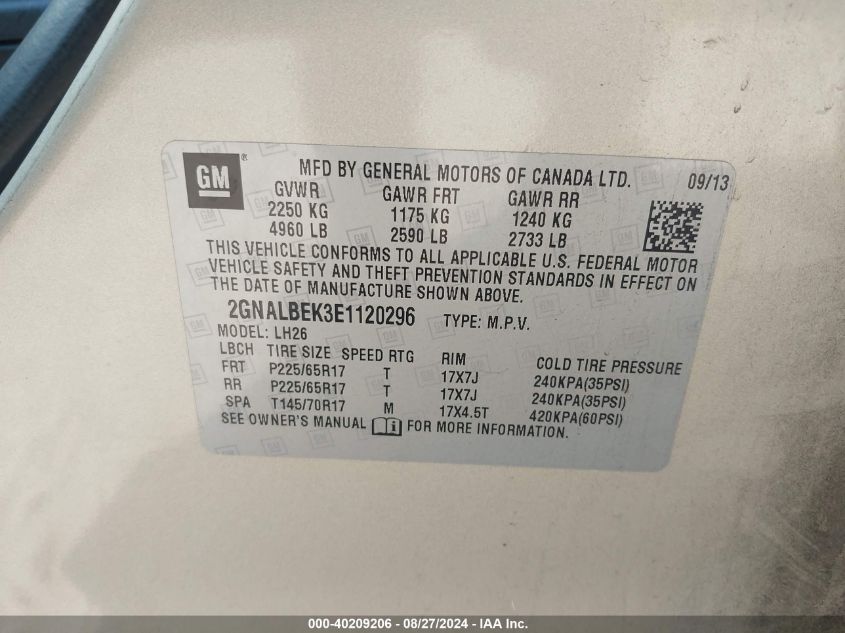 GM ® MFD BY GENERAL MOTORS OF CANADA LTD. 09/13
GVWR GAWR FRT GAWR RR
2250 KG 1175 KG 1240 KG
4960 LB 2590 LB 2733 LB
THIS VEHICLE CONFORMS TO ALL APPLICABLE U.S. FEDERAL MOTOR
VEHICLE SAFETY AND THEFT PREVENTION STANDARDS IN EFFECT ON
THE DATE OF MANUFACTURE SHOWN ABOVE.
2GNALBEK3E1120296 TYPE: M.P.V.
MODEL: LH26
LBCH TIRE SIZE SPEED RTG RIM COLD TIRE PRESSURE
FRT P225/65R17 T 17X7J 240KPA(35PSI)
RR P225/65R17 T 17X7J 240KPA(35PSI)
SPA T145/70R17 M 17X4.5T 420KPA(60PSI)
SEE OWNER'S MANUAL i FOR MORE INFORMATION.
000-40209206 - 08/27/2024 - IAA Inc.